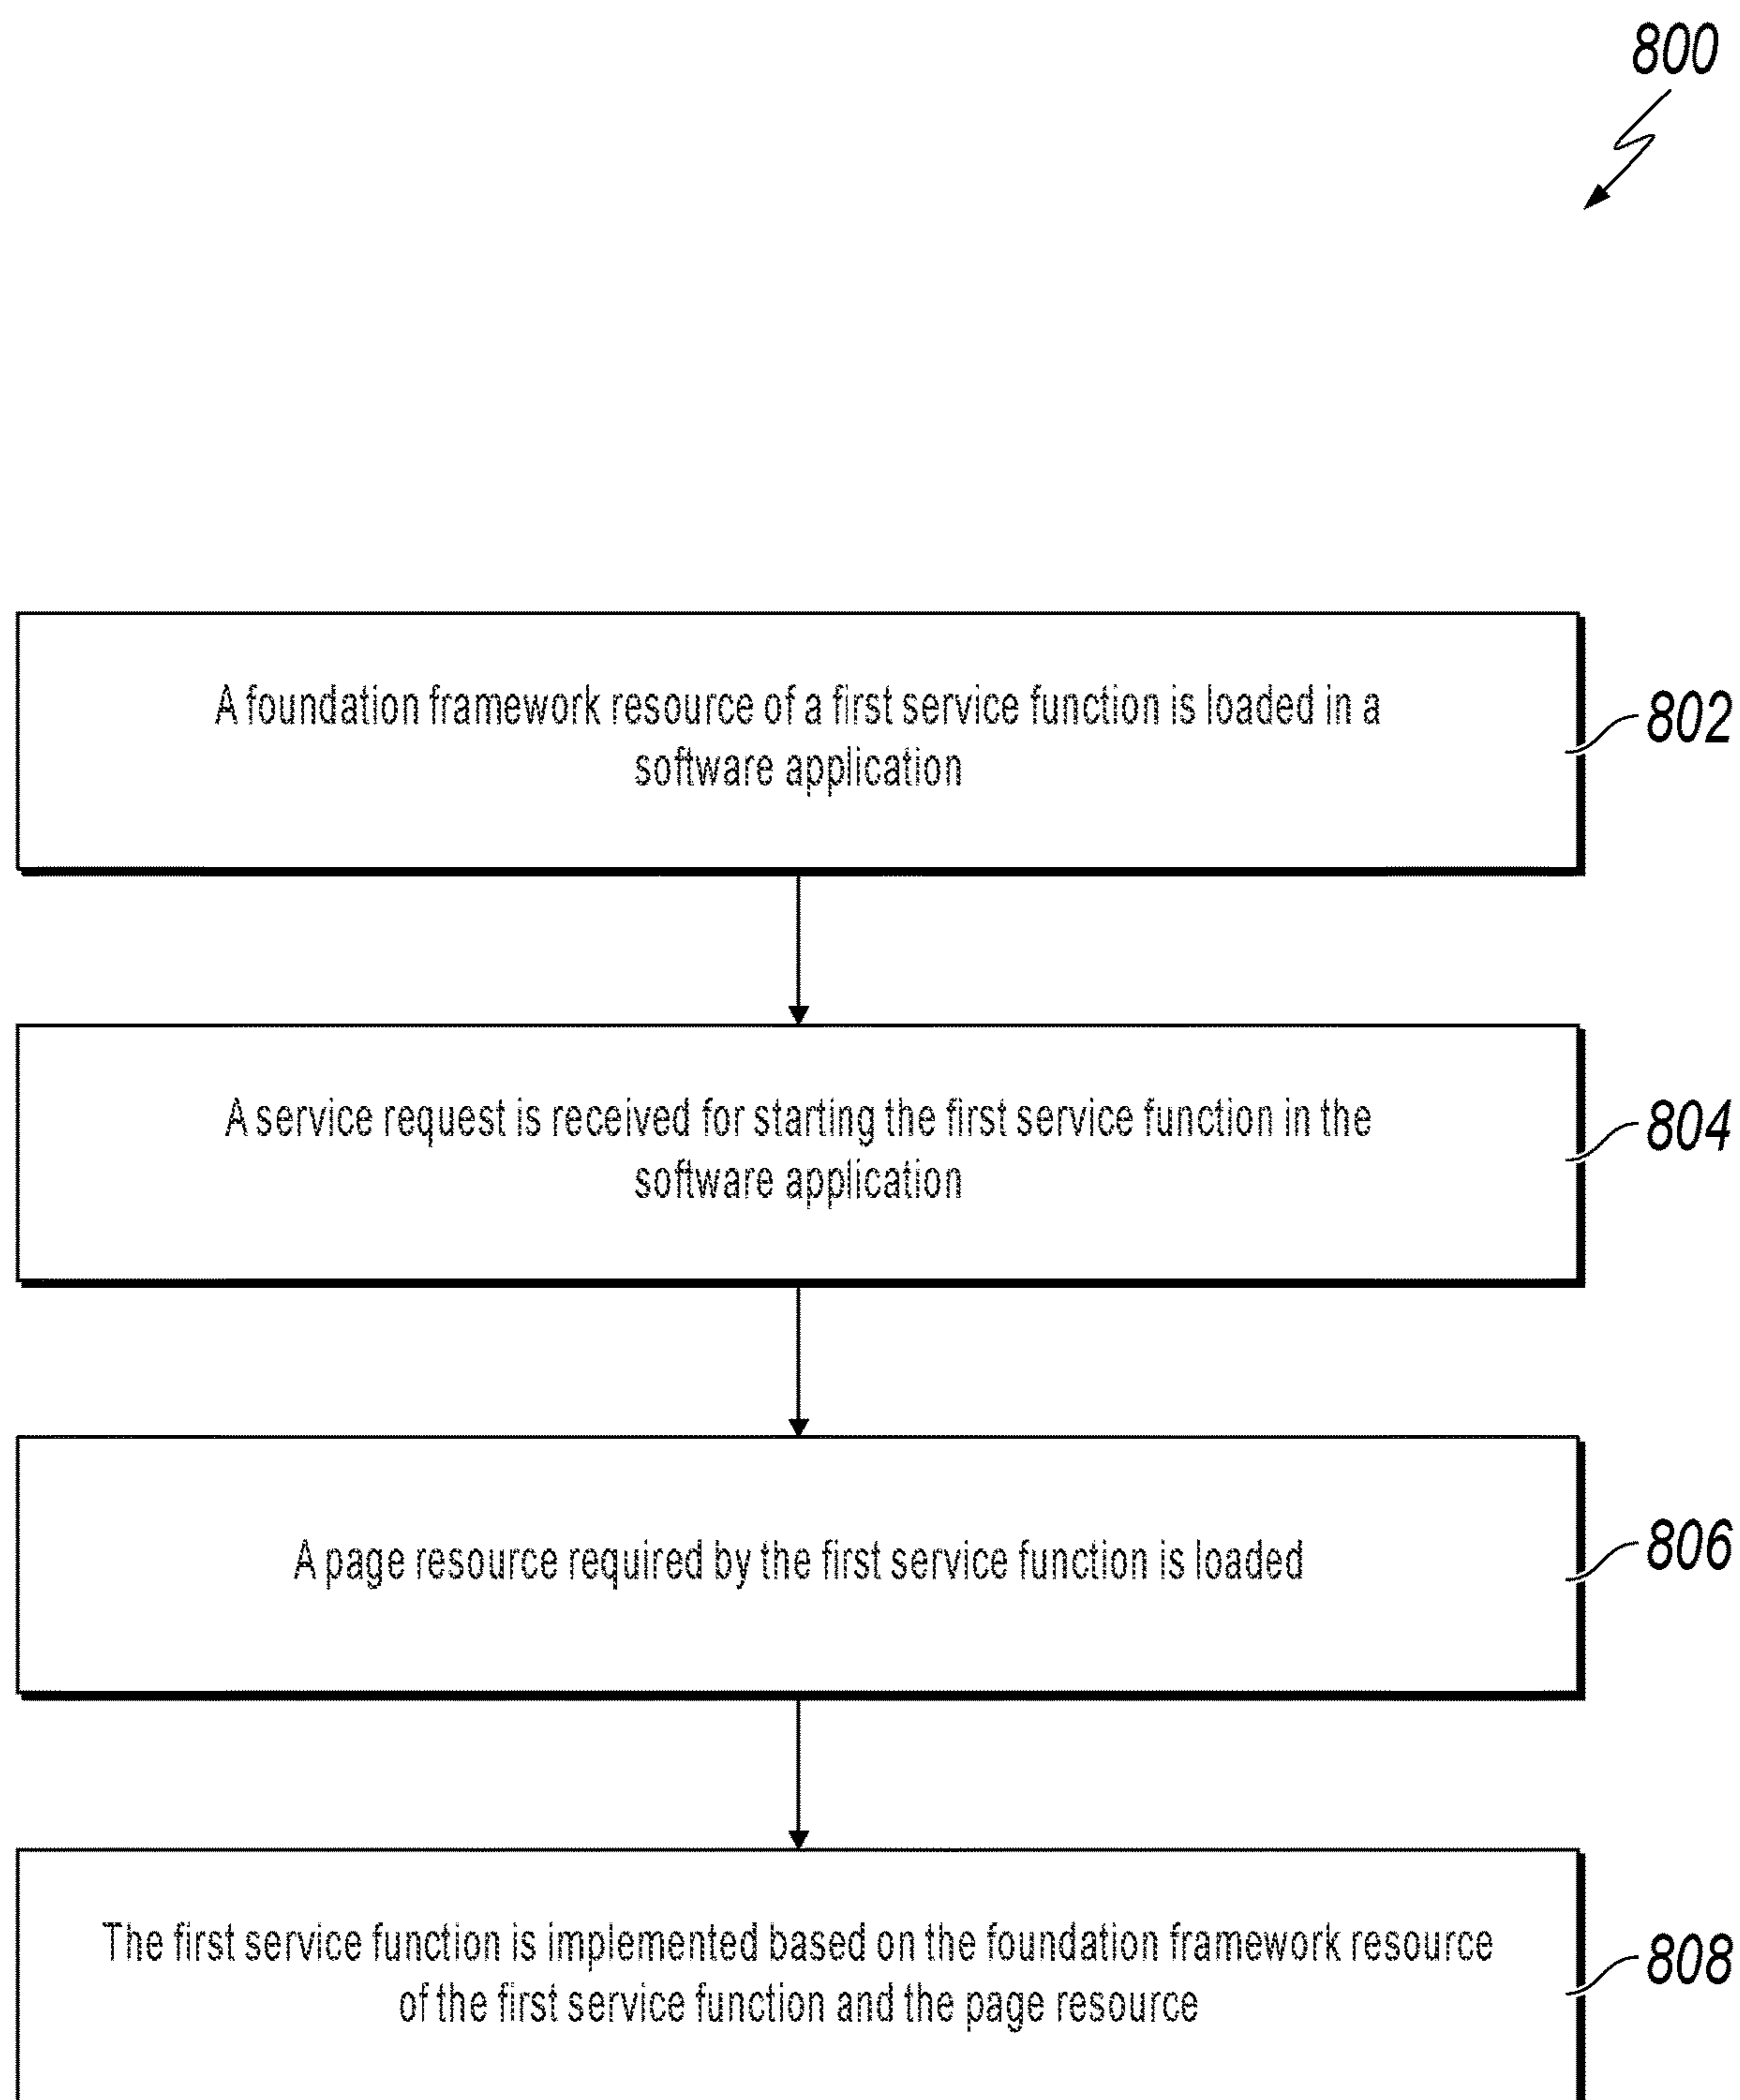 800
A foundation framework resource of a first service function is loaded in a
software application
802
A service request is received for starting the first service function in the
software application
804
A page resource required by the first service function is loaded
806
The first service function is implemented based on the foundation framework resource
of the first service function and the page resource
808